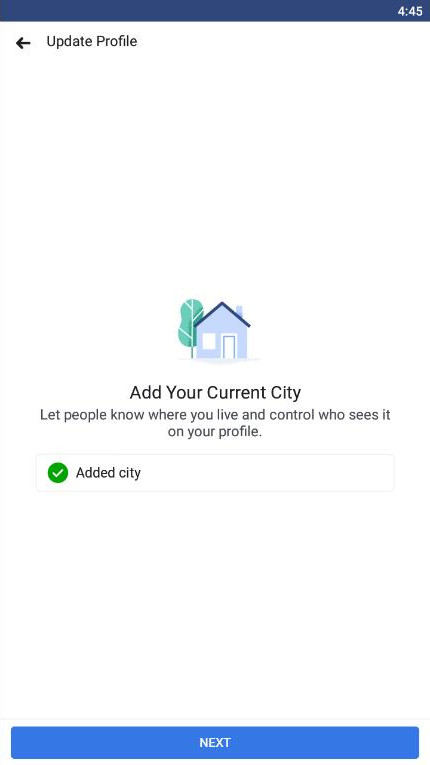 4:45
Update Profile
Add Your Current City
Let people know where you live and control who sees it
on your profile.
Added city
NEXT